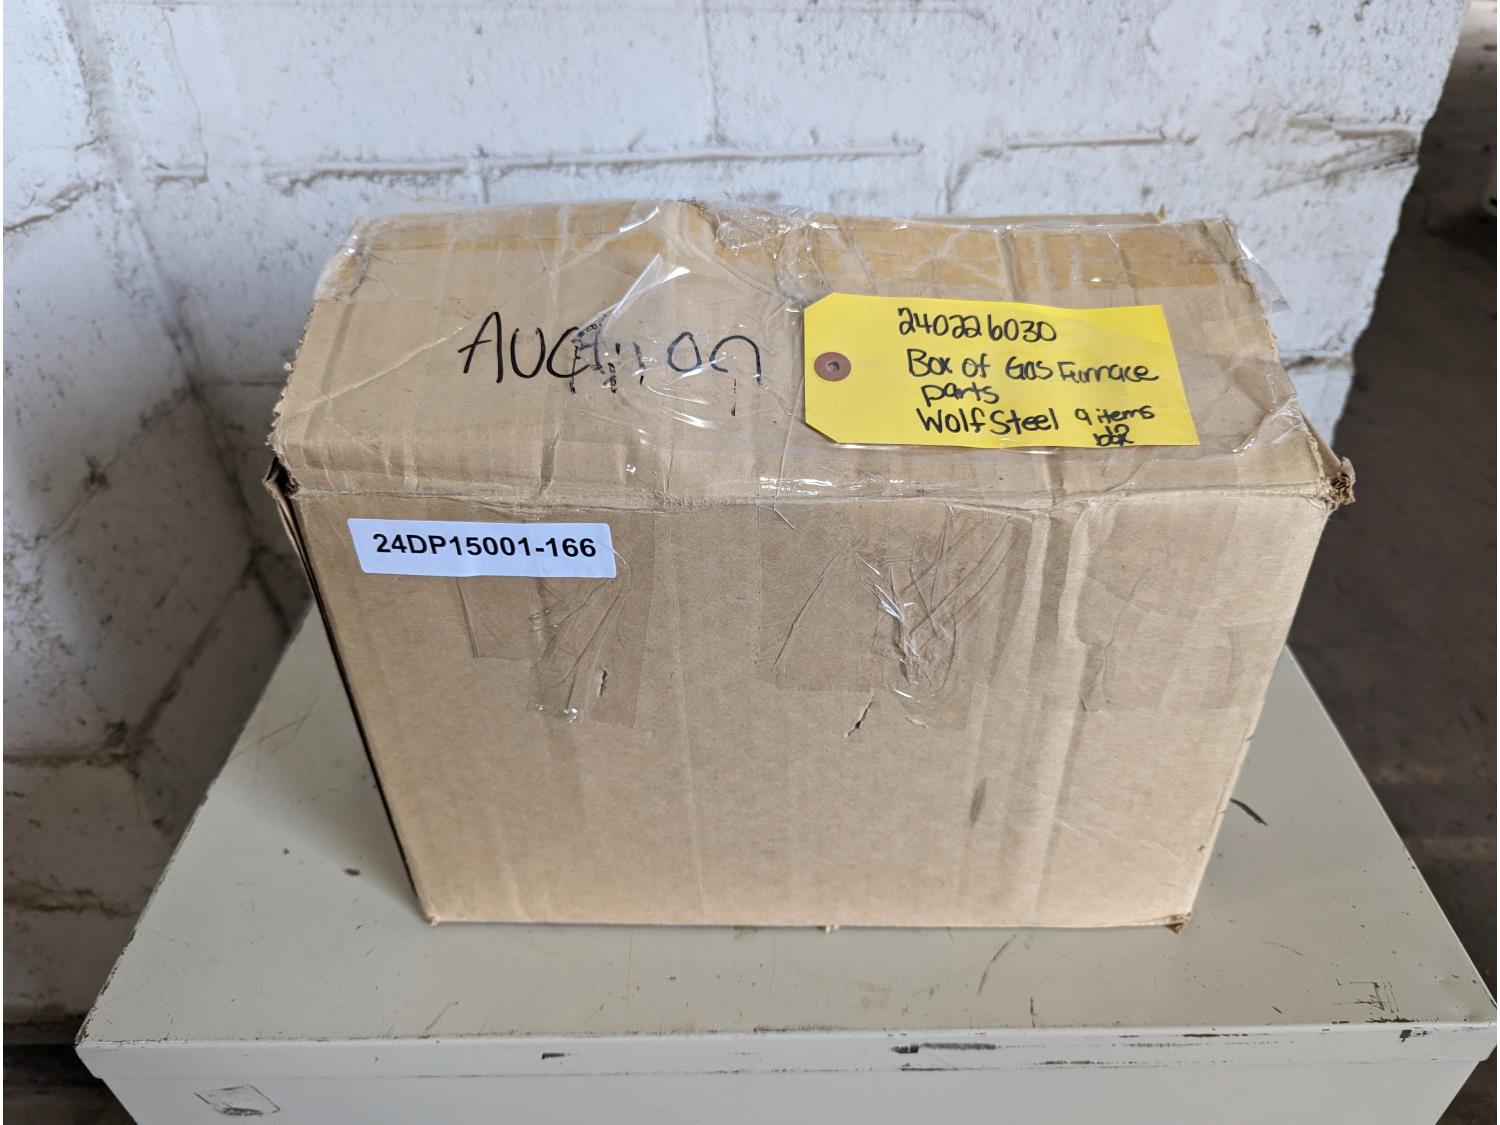 AUCTION
240226030
Box of Gas Furnace
parts
Wolf Steel 9 items
24DP15001-166